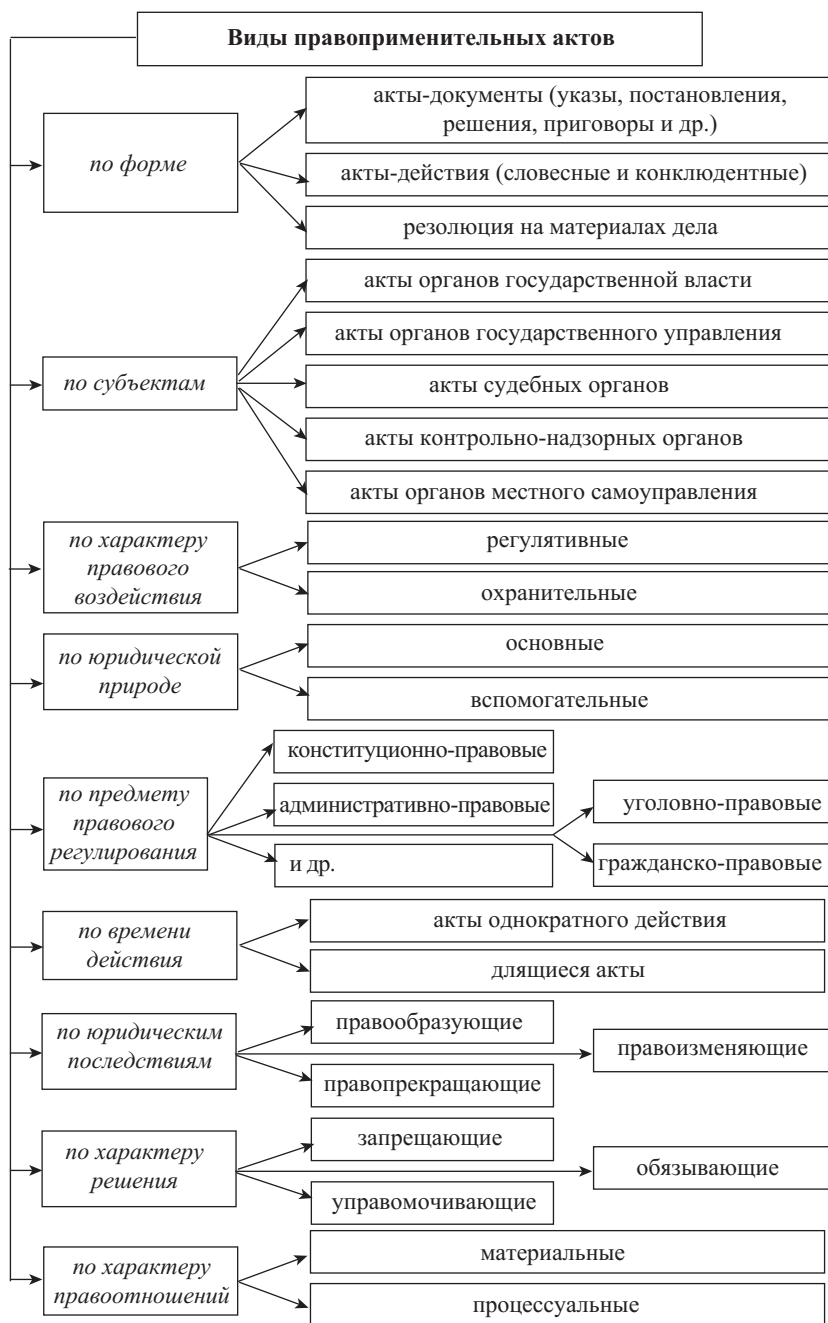 Виды правоприменительных актов
по форме
акты-документы (указы, постановления,
решения, приговоры и др.)
акты-действия (словесные и конклюдентные)
резолюция на материалах дела
по субъектам
акты органов государственной власти
акты органов государственного управления
акты судебных органов
акты контрольно-надзорных органов
акты органов местного самоуправления
по характеру
правового
воздействия
регулятивные
охранительные
по юридической
природе
основные
вспомогательные
по предмету
правового
регулирования
конституционно-правовые
административно-правовые
и др.
уголовно-правовые
гражданско-правовые
по времени
действия
акты однократного действия
длящиеся акты
по юридическим
последствиям
правообразующие
правоизменяющие
правопрекращающие
по характеру
решения
запрещающие
обязывающие
управомочивающие
по характеру
правоотношений
материальные
процессуальные